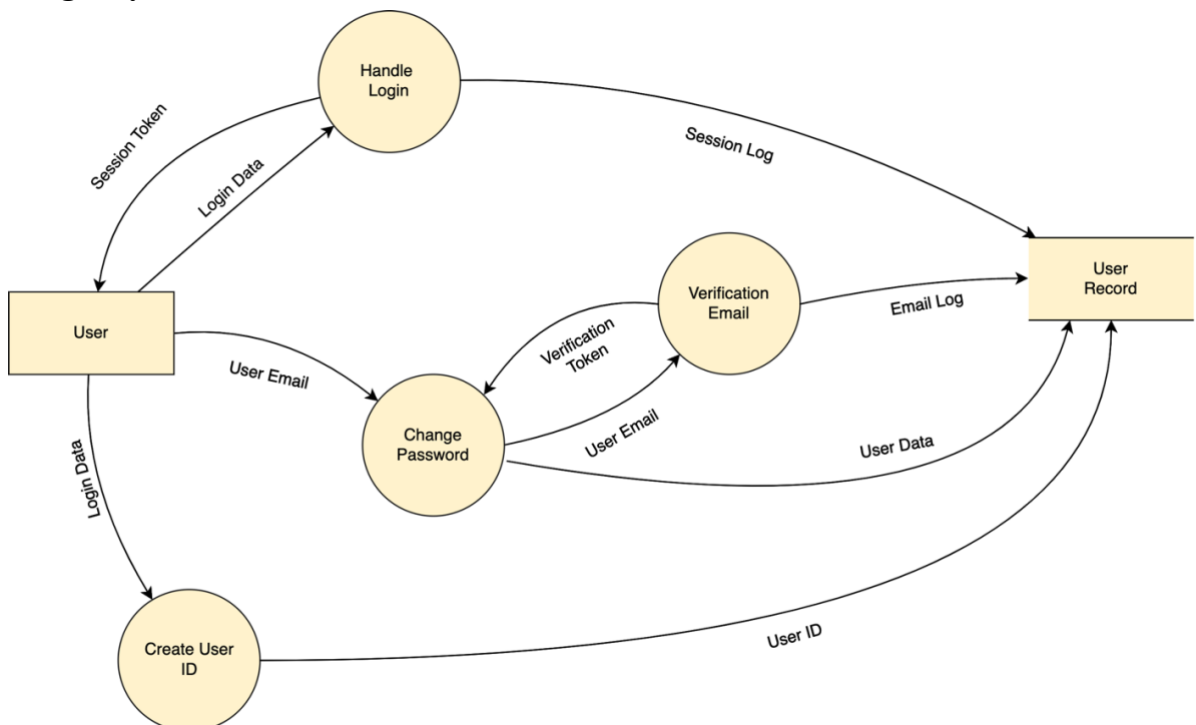 Handle
Login
Session Token
Login Data
Session Log
User
Record
Verification
Email
Email Log
User
Verification
Token
User Email
Change
Password
User Email
User Data
Login Data
Create User
ID
User ID